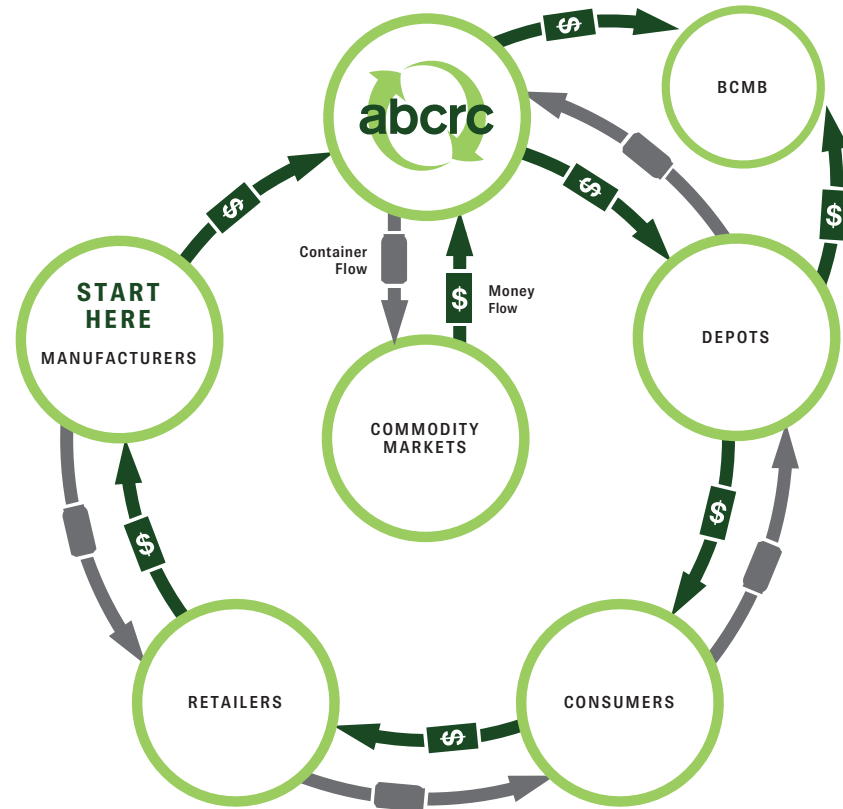 $
BCMB
abcrc
$
$
Container
Flow
$
Money
Flow
$
START
HERE
MANUFACTURERS
DEPOTS
COMMODITY
MARKETS
$
$
RETAILERS
CONSUMERS
$